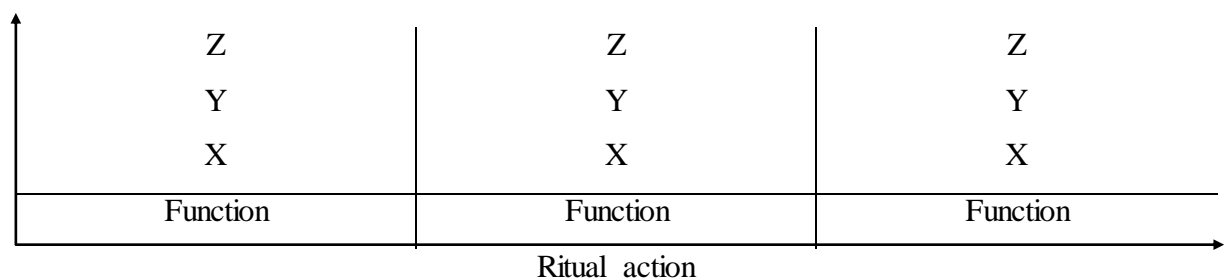 Z Z Z
Y Y Y
X X X
Function Function Function
Ritual action